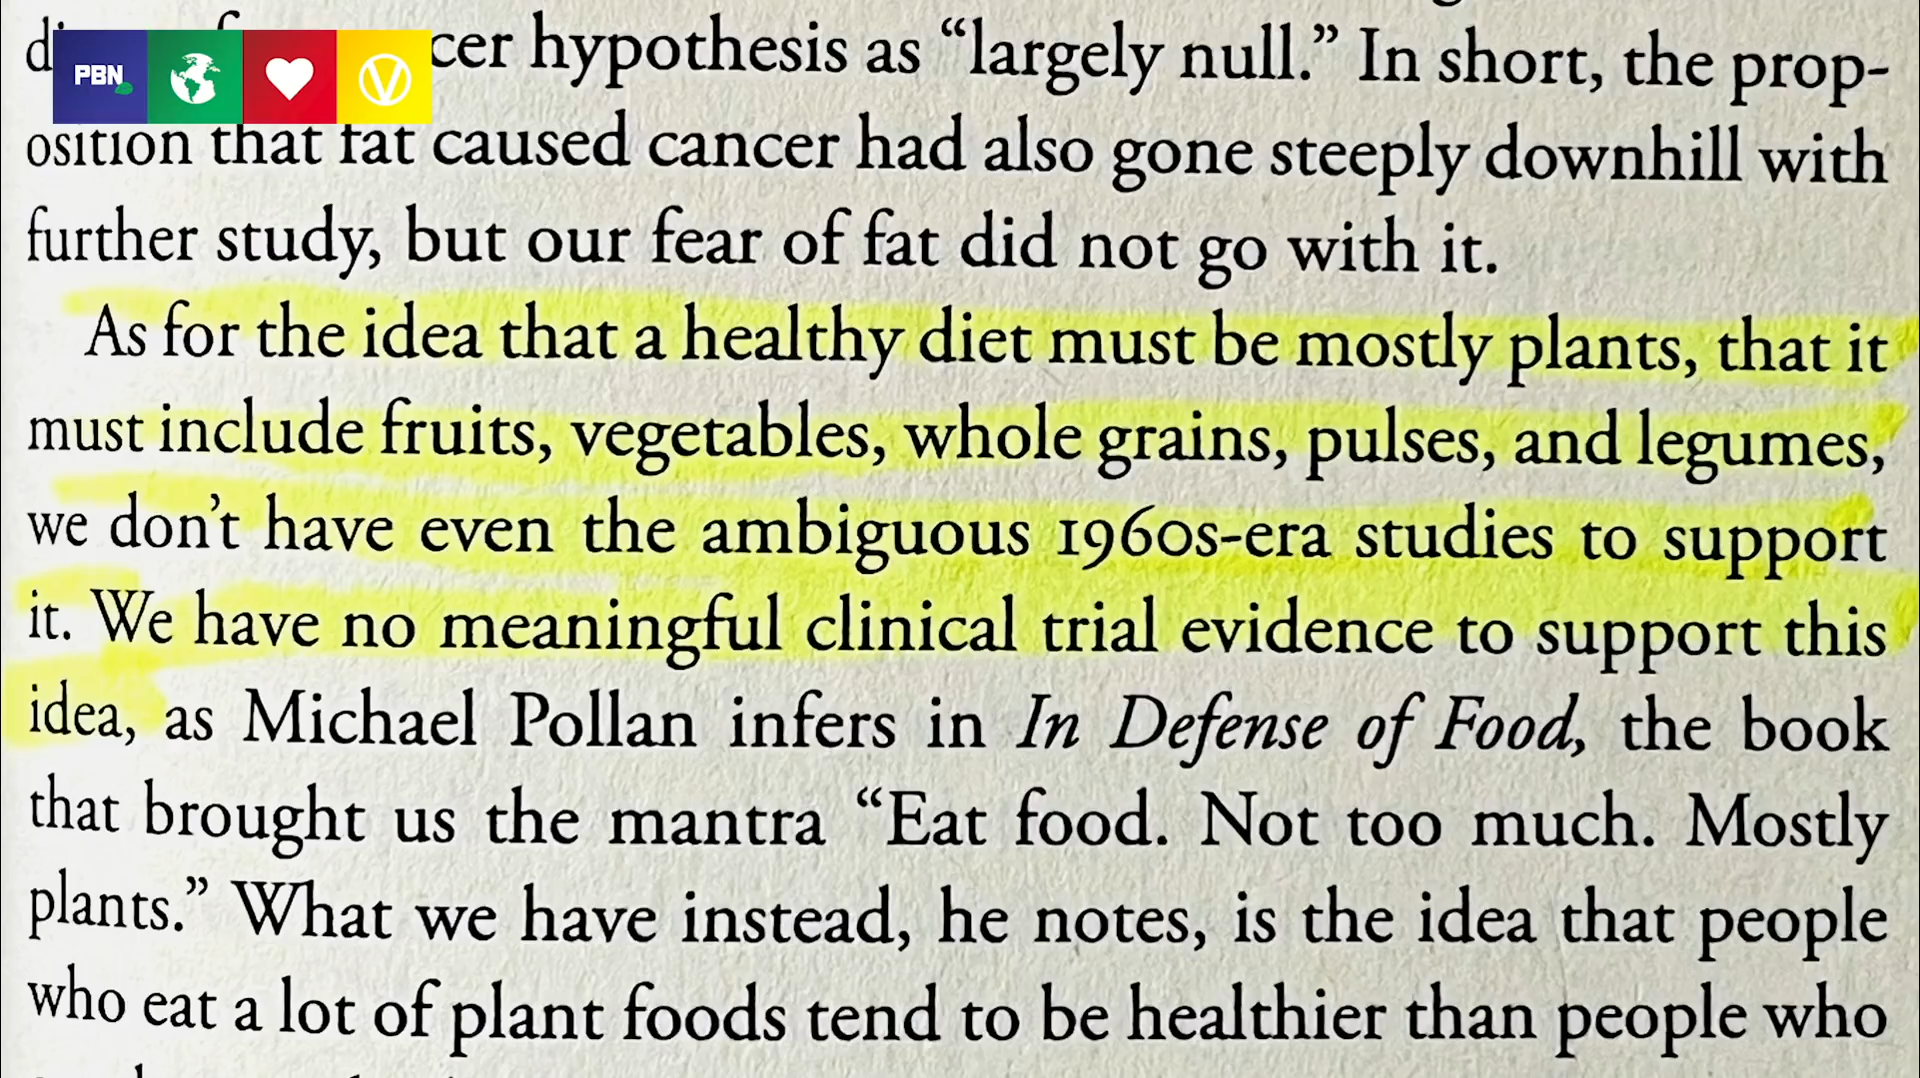 PBN
cer hypothesis as “largely null.” In short, the prop-
osition that fat caused cancer had also gone steeply downhill with
further study, but our fear of fat did not go with it.
As for the idea that a healthy diet must be mostly plants, that it
must include fruits, vegetables, whole grains, pulses, and legumes,
we don’t have even the ambiguous 1960s-era studies to support
it. We have no meaningful clinical trial evidence to support this
idea, as Michael Pollan infers in In Defense of Food, the book
that brought us the mantra “Eat food. Not too much. Mostly
plants.” What we have instead, he notes, is the idea that people
who eat a lot of plant foods tend to be healthier than people who